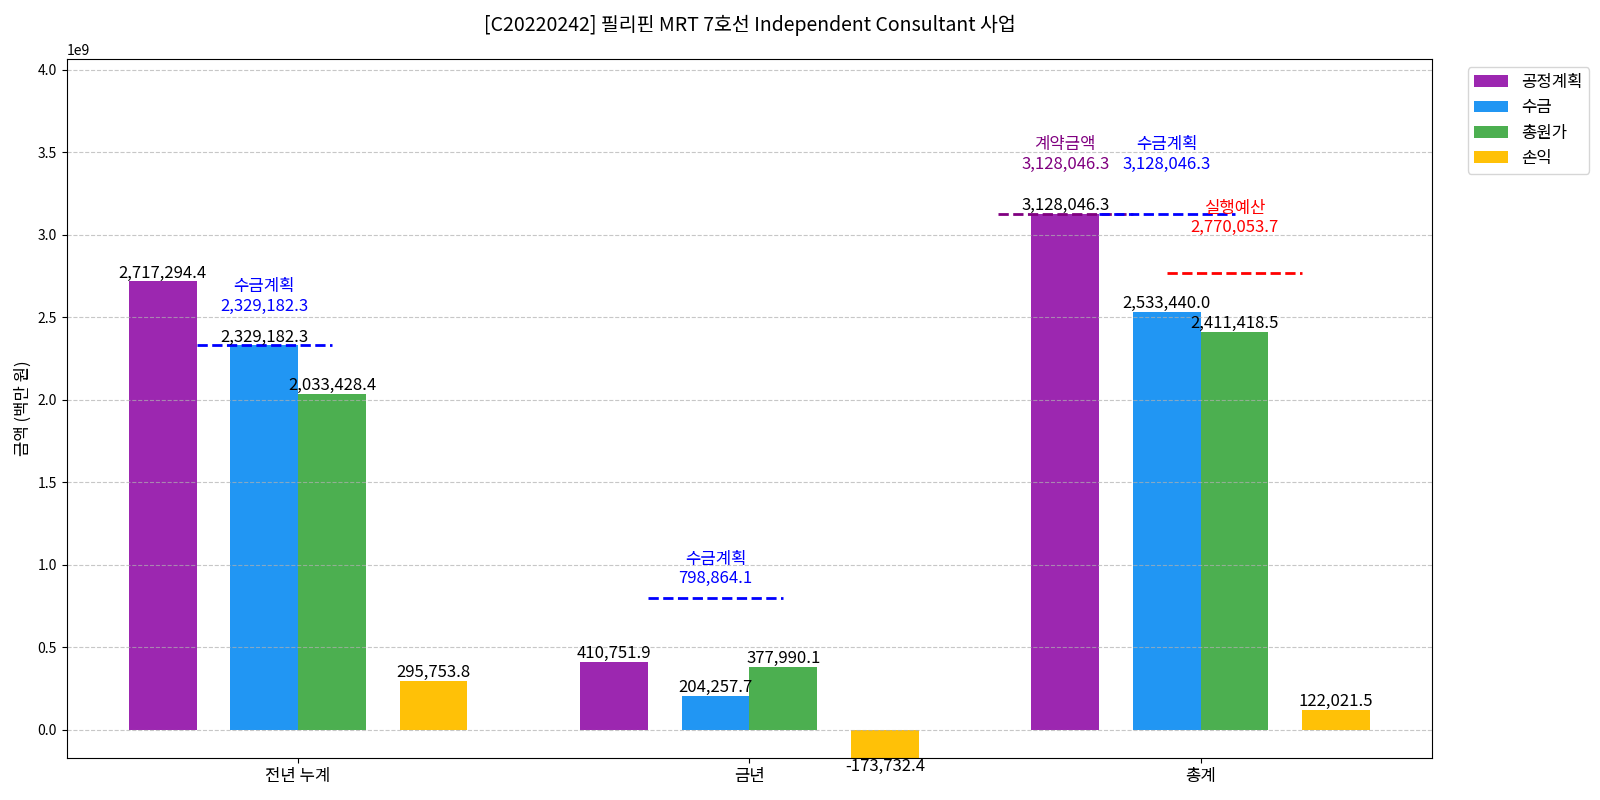 [C20220242] 필리핀 MRT 7호선 Independent Consultant 사업
1e9
4.0
3.5
3.0
2.5
2.0
1.5
1.0
0.5
0.0
금액 (백만 원)
2,717,294.4
수금계획
2,329,182.3
2,329,182.3
2,033,428.4
295,753.8
410,751.9
수금계획
798,864.1
204,257.7
377,990.1
-173,732.4
계약금액
3,128,046.3
3,128,046.3
수금계획
3,128,046.3
실행예산
2,770,053.7
2,533,440.0
2,411,418.5
122,021.5
전년 누계
금년
총계
공정계획
수금
총원가
손익